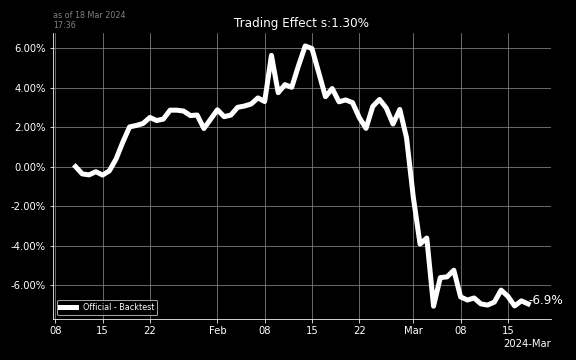 as of 18 Mar 2024
17:36
Trading Effect s:1.30%
6.00%
4.00%
2.00%
0.00%
-2.00%
-4.00%
-6.00%
-6.9%
Official - Backtest
08 15 22 Feb 08 15 22 Mar 08 15
2024-Mar